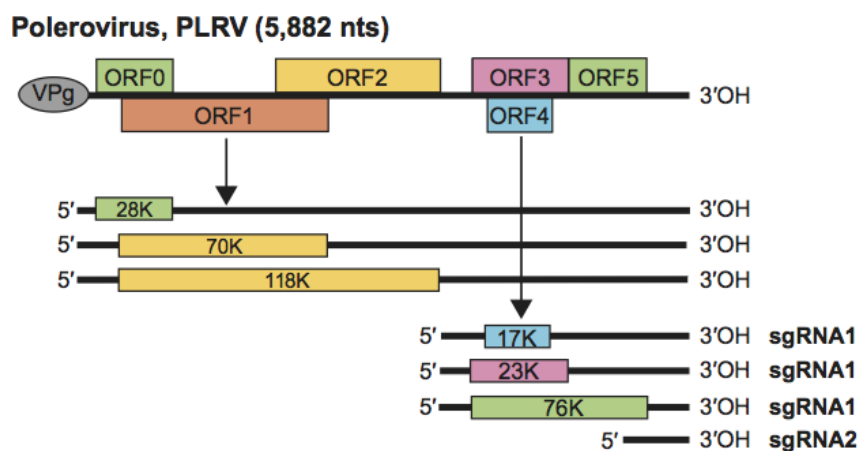 Polerovirus, PLRV (5,882 nts)
VPg ORF0 ORF2 ORF3 ORF5 3′OH
ORF1 ORF4
5′ 28K 3′OH
5′ 70K 3′OH
5′ 118K 3′OH
5′ 17K 3′OH sgRNA1
5′ 23K 3′OH sgRNA1
5′ 76K 3′OH sgRNA1
5′ 3′OH sgRNA2